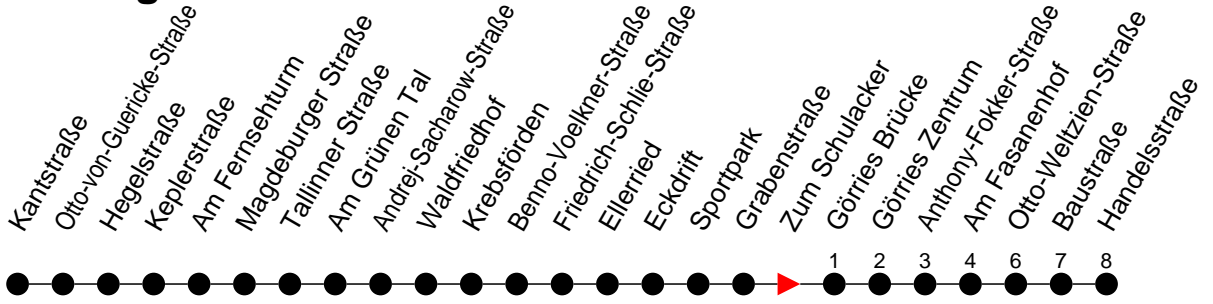 Kantstraße
Otto-von-Guericke-Straße
Hegelstraße
Keplerstraße
Am Fernsehturm
Magdeburger Straße
Tallinner Straße
Am Grünen Tal
Andrej-Sacharow-Straße
Waldfriedhof
Krebsförden
Benno-Voelkner-Straße
Friedrich-Schlie-Straße
Ellerried
Eckdrift
Sportpark
Grabenstraße
Zum Schulacker
Görries Brücke
Görries Zentrum
Anthony-Fokker-Straße
Am Fasanenhof
Otto-Weltzien-Straße
Baustraße
Handelsstraße
1 2 3 4 6 7 8